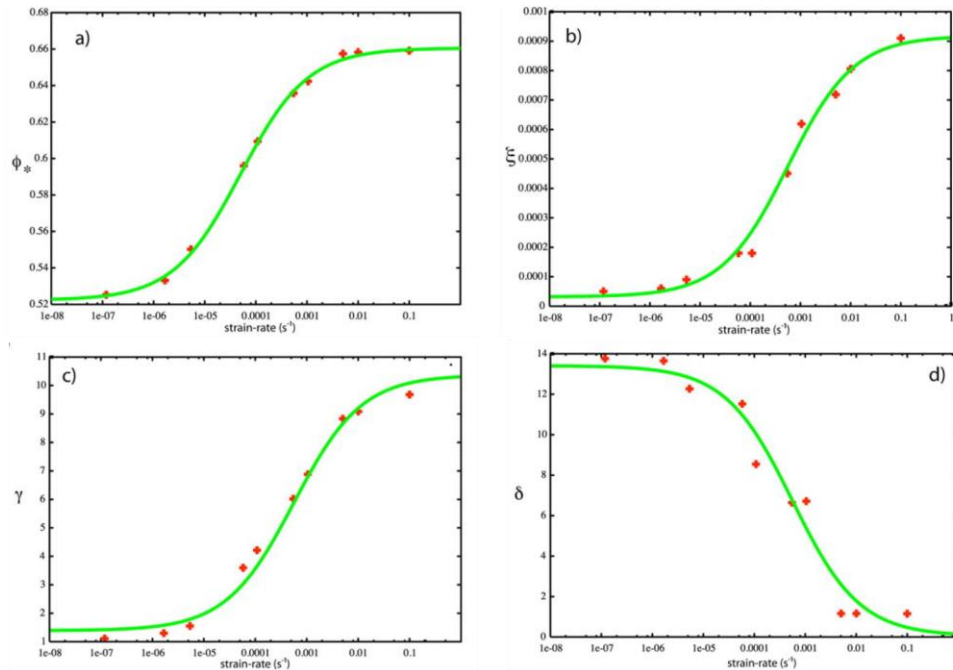 a)
0.68
0.66
0.64
0.62
0.6
0.58
0.56
0.54
0.52
ϕ*
1e-08 1e-07 1e-06 1e-05 0.0001 0.001 0.01 0.1
strain-rate (s⁻¹)
b)
0.001
0.0009
0.0008
0.0007
0.0006
0.0005
0.0004
0.0003
0.0002
0.0001
0
ξ
1e-08 1e-07 1e-06 1e-05 0.0001 0.001 0.01 0.1 1
strain-rate (s⁻¹)
c)
11
10
9
8
7
6
5
4
3
2
1
γ
1e-08 1e-07 1e-06 1e-05 0.0001 0.001 0.01 0.1
strain-rate (s⁻¹)
d)
14
12
10
8
6
4
2
0
δ
1e-08 1e-07 1e-06 1e-05 0.0001 0.001 0.01 0.1 1
strain-rate (s⁻¹)